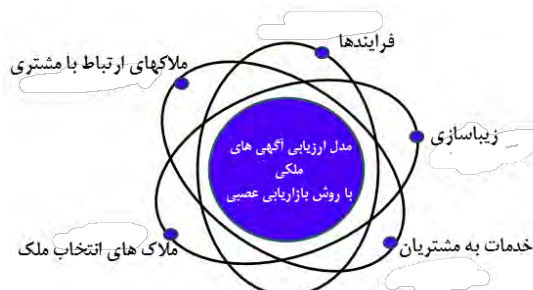 فرایندها
ملاکهای ارتباط با مشتری
زیباسازی
مدل ارزیابی آگهی های
ملکی
با روش بازاریابی عصبی
خدمات به مشتریان
ملاک های انتخاب ملک